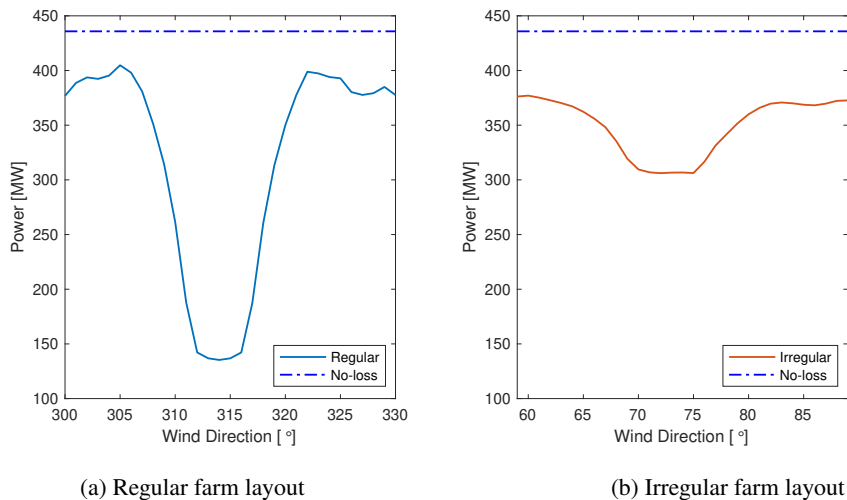 450
400
350
300
250
200
150
100
Power [MW]
300 305 310 315 320 325 330
Wind Direction [ °]
Regular
No-loss
(a) Regular farm layout
450
400
350
300
250
200
150
100
Power [MW]
60 65 70 75 80 85
Wind Direction [ °]
Irregular
No-loss
(b) Irregular farm layout